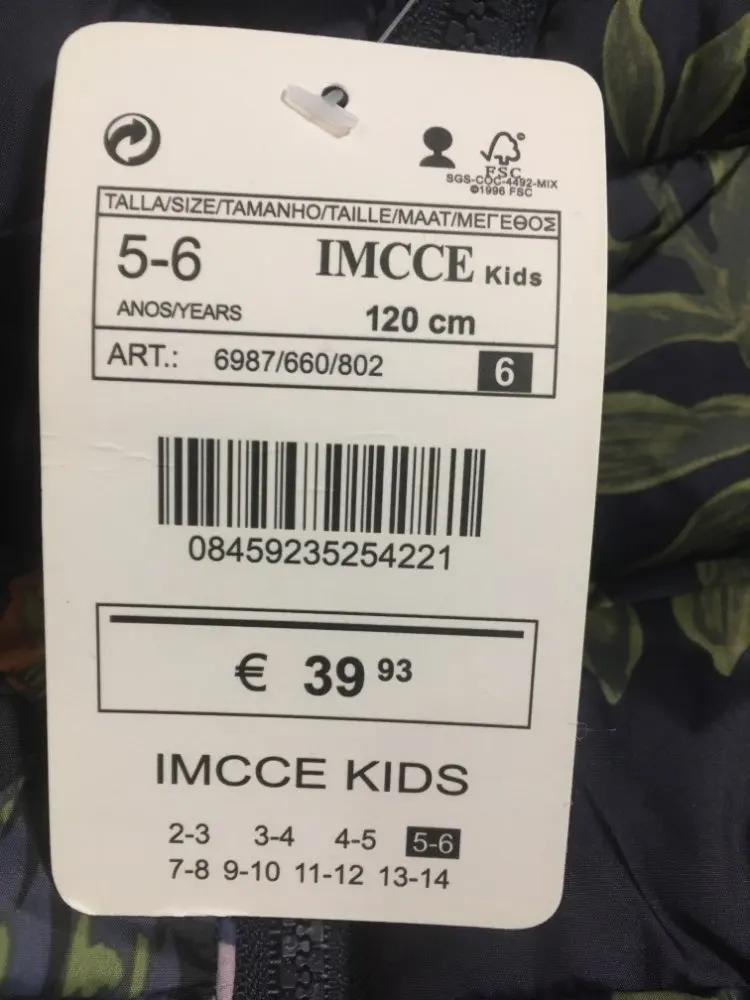 FSC
SGS-COC-4492-MIX
©1996 FSC
TALLA/SIZE/TAMANHO/TAILLE/MAAT/ΜΕΓΕΘΟΣ
5-6 IMCCE Kids
ANOS/YEARS 120 cm
ART.: 6987/660/802 6
08459235254221
€ 39 93
IMCCE KIDS
2-3 3-4 4-5 5-6
7-8 9-10 11-12 13-14